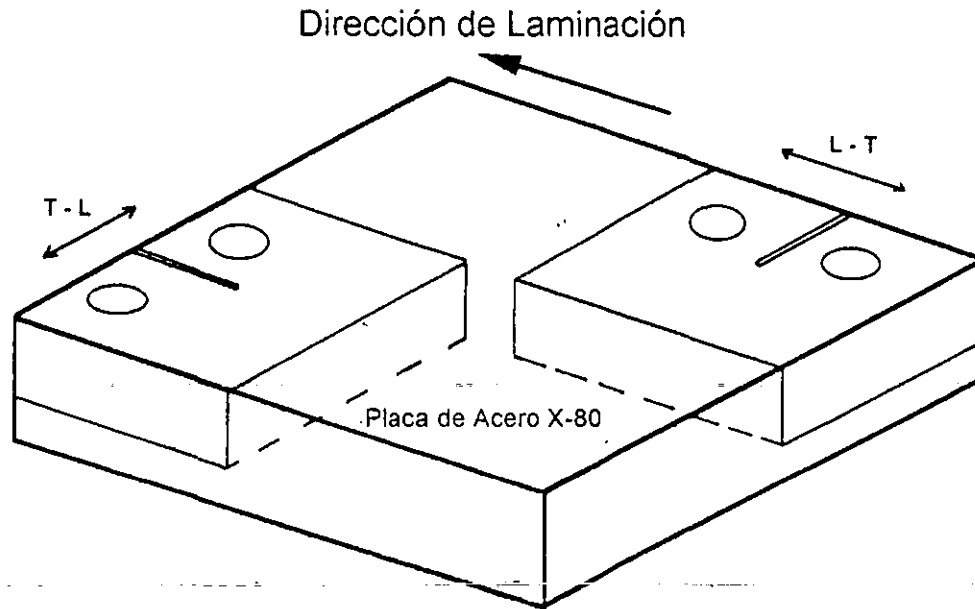 Dirección de Laminación
L - T
T - L
Placa de Acero X-80